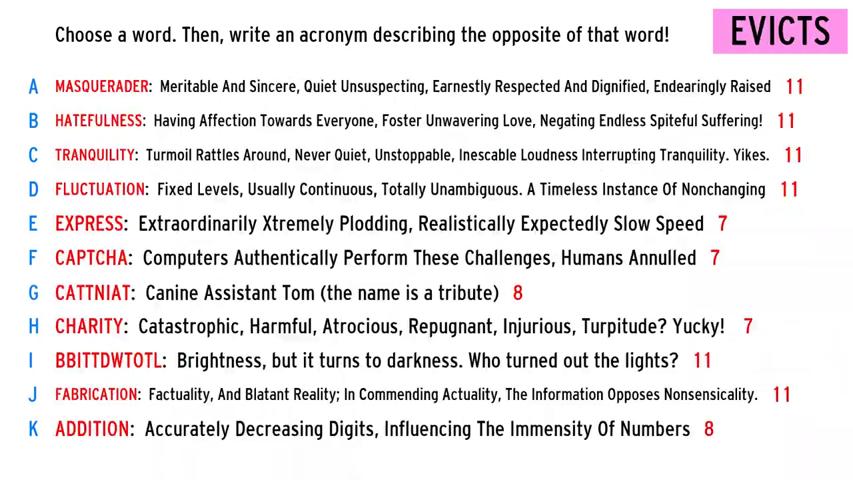 Choose a word. Then, write an acronym describing the opposite of that word!
EVICTS
A MASQUERADER: Meritable And Sincere, Quiet Unsuspecting, Earnestly Respected And Dignified, Endearingly Raised 11
B HATEFULNESS: Having Affection Towards Everyone, Foster Unwavering Love, Negating Endless Spiteful Suffering! 11
C TRANQUILITY: Turmoil Rattles Around, Never Quiet, Unstoppable, Inescable Loudness Interrupting Tranquility. Yikes. 11
D FLUCTUATION: Fixed Levels, Usually Continuous, Totally Unambiguous. A Timeless Instance Of Nonchanging 11
E EXPRESS: Extraordinarily Xtremely Plodding, Realistically Expectedly Slow Speed 7
F CAPTCHA: Computers Authentically Perform These Challenges, Humans Annulled 7
G CATTNIAT: Canine Assistant Tom (the name is a tribute) 8
H CHARITY: Catastrophic, Harmful, Atrocious, Repugnant, Injurious, Turpitude? Yucky! 7
I BBITTDWTOTL: Brightness, but it turns to darkness. Who turned out the lights? 11
J FABRICATION: Factuality, And Blatant Reality; In Commending Actuality, The Information Opposes Nonsensicality. 11
K ADDITION: Accurately Decreasing Digits, Influencing The Immensity Of Numbers 8